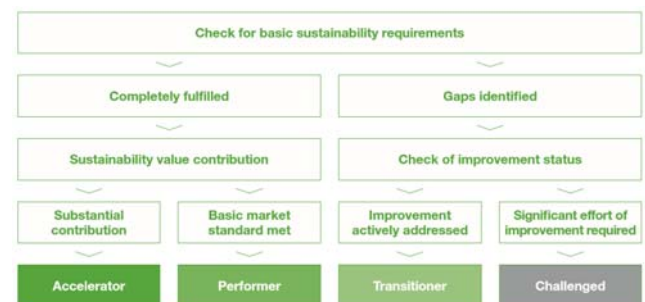 Check for basic sustainability requirements
Completely fulfilled
Gaps identified
Sustainability value contribution
Check of improvement status
Substantial
contribution
Basic market
standard met
Improvement
actively addressed
Significant effort of
improvement required
Accelerator
Performer
Transitioner
Challenged